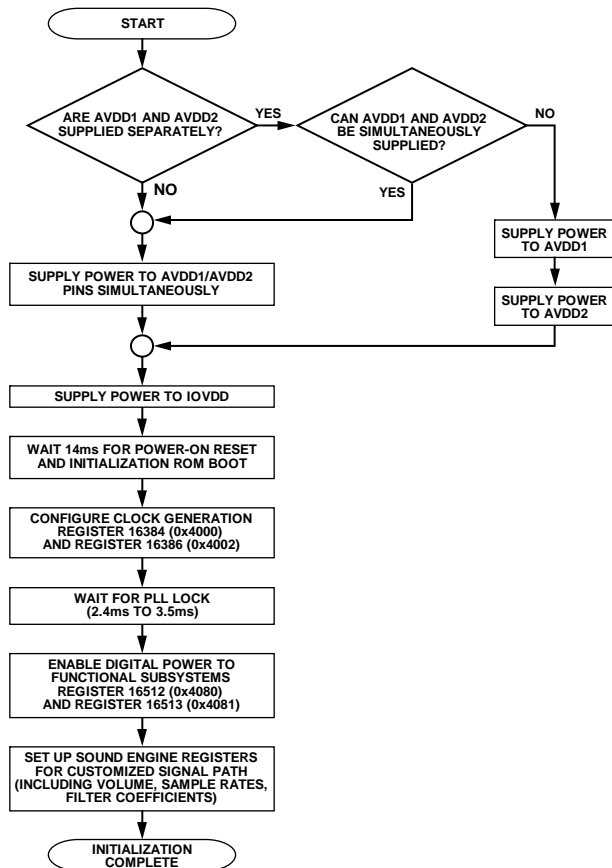 START
ARE AVDD1 AND AVDD2
SUPPLIED SEPARATELY?
YES
CAN AVDD1 AND AVDD2
BE SIMULTANEOUSLY
SUPPLIED?
NO
NO
YES
SUPPLY POWER
TO AVDD1
SUPPLY POWER TO AVDD1/AVDD2
PINS SIMULTANEOUSLY
SUPPLY POWER
TO AVDD2
SUPPLY POWER TO IOVDD
WAIT 14ms FOR POWER-ON RESET
AND INITIALIZATION ROM BOOT
CONFIGURE CLOCK GENERATION
REGISTER 16384 (0x4000)
AND REGISTER 16386 (0x4002)
WAIT FOR PLL LOCK
(2.4ms TO 3.5ms)
ENABLE DIGITAL POWER TO
FUNCTIONAL SUBSYSTEMS
REGISTER 16512 (0x4080)
AND REGISTER 16513 (0x4081)
SET UP SOUND ENGINE REGISTERS
FOR CUSTOMIZED SIGNAL PATH
(INCLUDING VOLUME, SAMPLE RATES,
FILTER COEFFICIENTS)
INITIALIZATION
COMPLETE